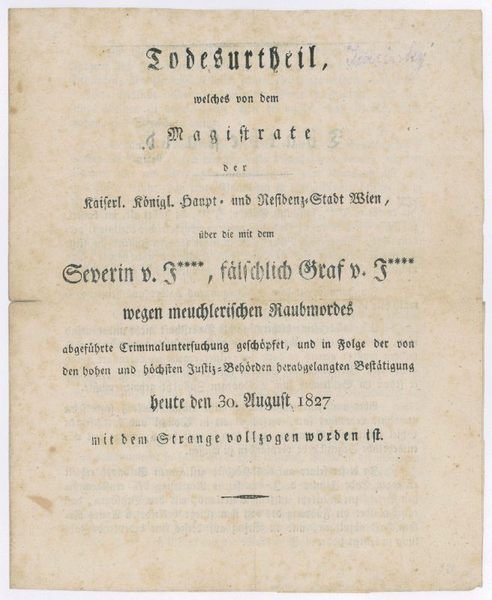 Todesurtheil,
welches von dem
Magistrate
der
Kaiserl. Königl. Haupt- und Residenz-Stadt Wien,
über die mit dem
Severin v. J****, fälschlich Graf v. J****
wegen meuchlerischen Raubmordes
abgeführte Criminaluntersuchung geschöpfet, und in Folge der von
den hohen und höchsten Justiz-Behörden herabgelangten Bestätigung
heute den 30. August 1827
mit dem Strange vollzogen worden ist.